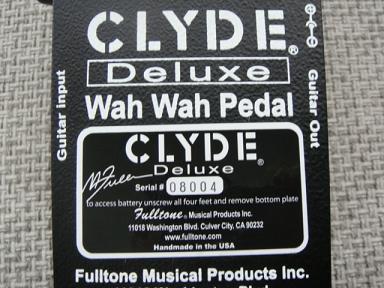 CLYDE®
Deluxe
Wah Wah Pedal
Guitar input
Guitar Out
CLYDE®
Deluxe
M. Fuller
Serial # 08004
to access battery unscrew all four feet and remove bottom plate
Fulltone® Musical Products Inc.
11018 Washington Blvd. Culver City, CA 90232
www.fulltone.com
Handmade in the USA
Fulltone Musical Products Inc.